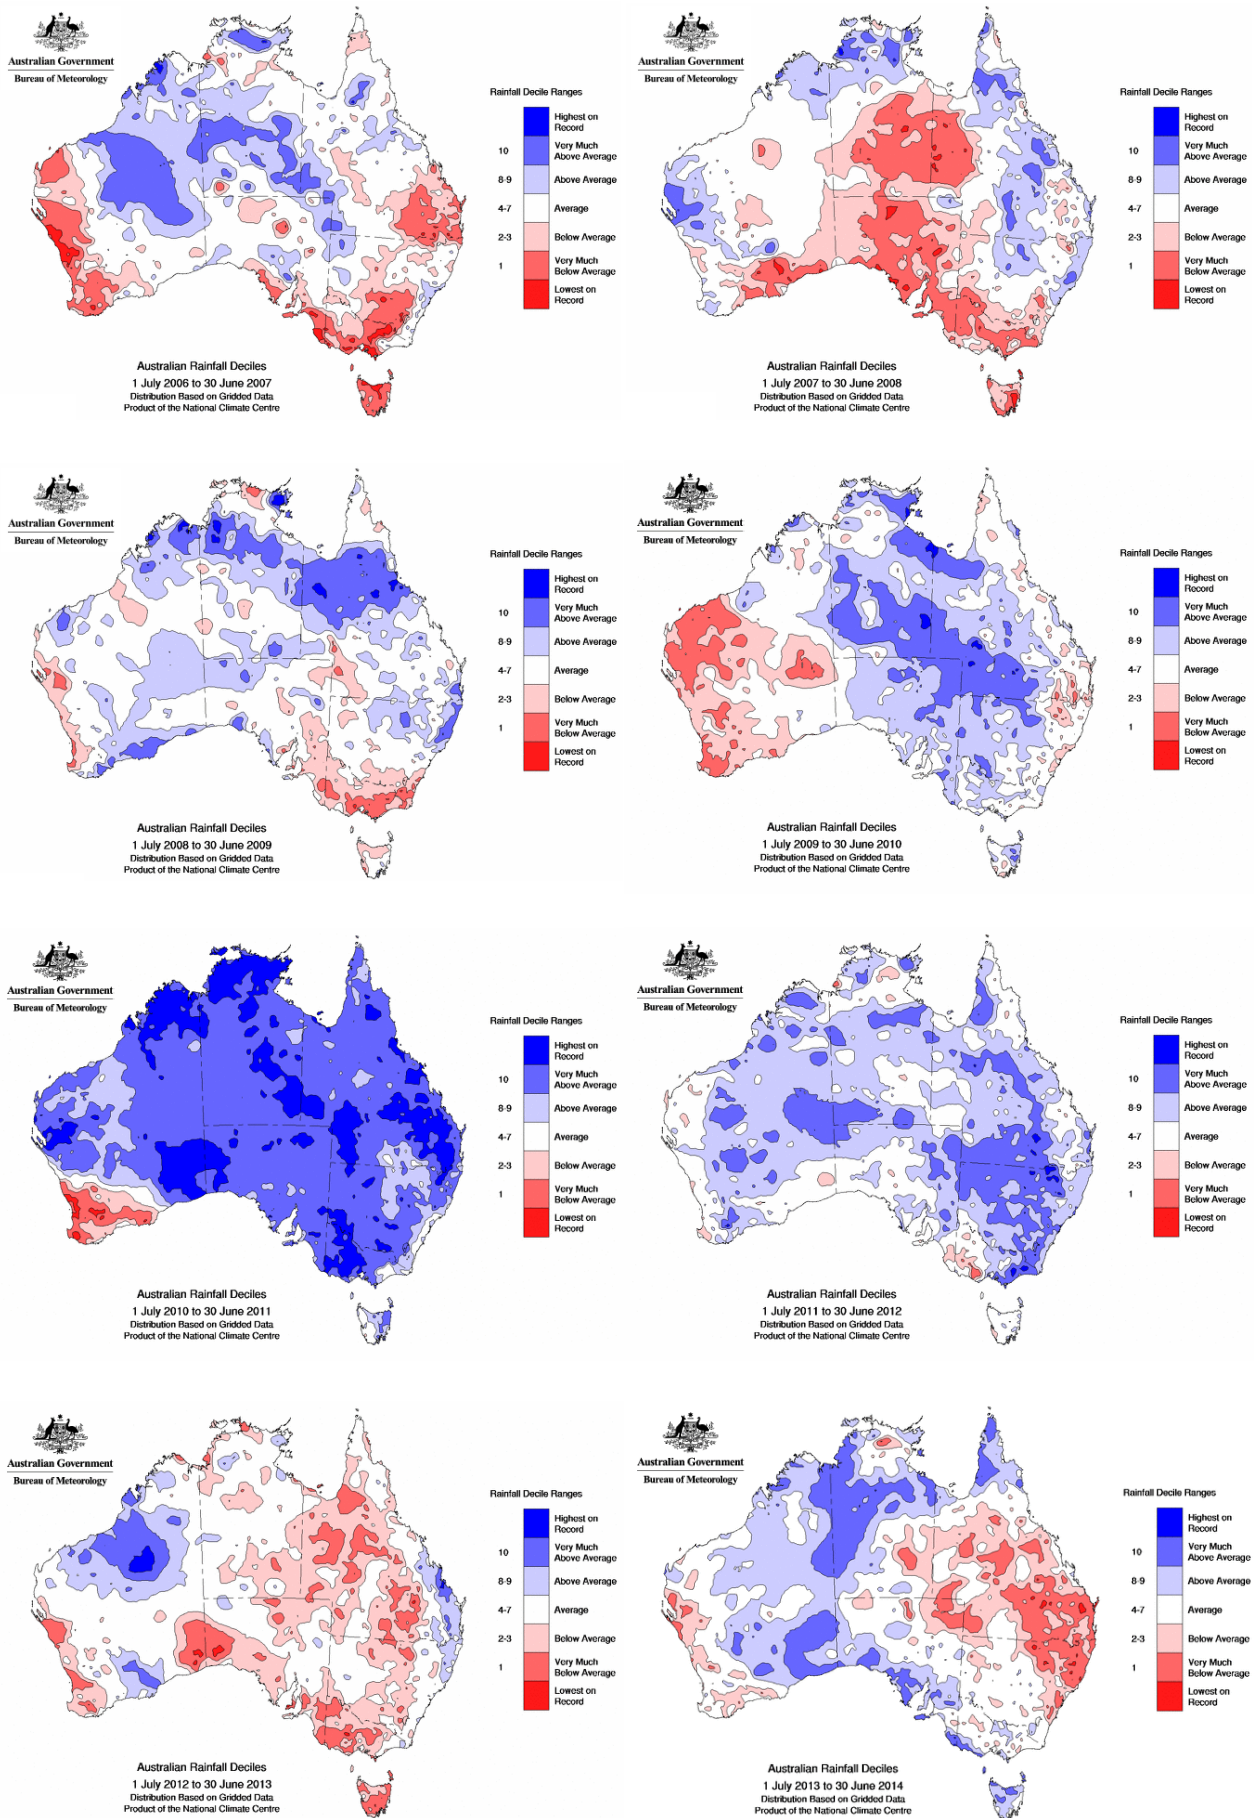 Australian Government
Bureau of Meteorology
Rainfall Decile Ranges
Highest on
Record
10
Very Much
Above Average
8-9
Above Average
4-7
Average
2-3
Below Average
1
Very Much
Below Average
Lowest on
Record
Australian Rainfall Deciles
1 July 2006 to 30 June 2007
Distribution Based on Gridded Data
Product of the National Climate Centre
Australian Government
Bureau of Meteorology
Rainfall Decile Ranges
Highest on
Record
10
Very Much
Above Average
8-9
Above Average
4-7
Average
2-3
Below Average
1
Very Much
Below Average
Lowest on
Record
Australian Rainfall Deciles
1 July 2007 to 30 June 2008
Distribution Based on Gridded Data
Product of the National Climate Centre
Australian Government
Bureau of Meteorology
Rainfall Decile Ranges
Highest on
Record
10
Very Much
Above Average
8-9
Above Average
4-7
Average
2-3
Below Average
1
Very Much
Below Average
Lowest on
Record
Australian Rainfall Deciles
1 July 2008 to 30 June 2009
Distribution Based on Gridded Data
Product of the National Climate Centre
Australian Government
Bureau of Meteorology
Rainfall Decile Ranges
Highest on
Record
10
Very Much
Above Average
8-9
Above Average
4-7
Average
2-3
Below Average
1
Very Much
Below Average
Lowest on
Record
Australian Rainfall Deciles
1 July 2009 to 30 June 2010
Distribution Based on Gridded Data
Product of the National Climate Centre
Australian Government
Bureau of Meteorology
Rainfall Decile Ranges
Highest on
Record
10
Very Much
Above Average
8-9
Above Average
4-7
Average
2-3
Below Average
1
Very Much
Below Average
Lowest on
Record
Australian Rainfall Deciles
1 July 2010 to 30 June 2011
Distribution Based on Gridded Data
Product of the National Climate Centre
Australian Government
Bureau of Meteorology
Rainfall Decile Ranges
Highest on
Record
10
Very Much
Above Average
8-9
Above Average
4-7
Average
2-3
Below Average
1
Very Much
Below Average
Lowest on
Record
Australian Rainfall Deciles
1 July 2011 to 30 June 2012
Distribution Based on Gridded Data
Product of the National Climate Centre
Australian Government
Bureau of Meteorology
Rainfall Decile Ranges
Highest on
Record
10
Very Much
Above Average
8-9
Above Average
4-7
Average
2-3
Below Average
1
Very Much
Below Average
Lowest on
Record
Australian Rainfall Deciles
1 July 2012 to 30 June 2013
Distribution Based on Gridded Data
Product of the National Climate Centre
Australian Government
Bureau of Meteorology
Rainfall Decile Ranges
Highest on
Record
10
Very Much
Above Average
8-9
Above Average
4-7
Average
2-3
Below Average
1
Very Much
Below Average
Lowest on
Record
Australian Rainfall Deciles
1 July 2013 to 30 June 2014
Distribution Based on Gridded Data
Product of the National Climate Centre